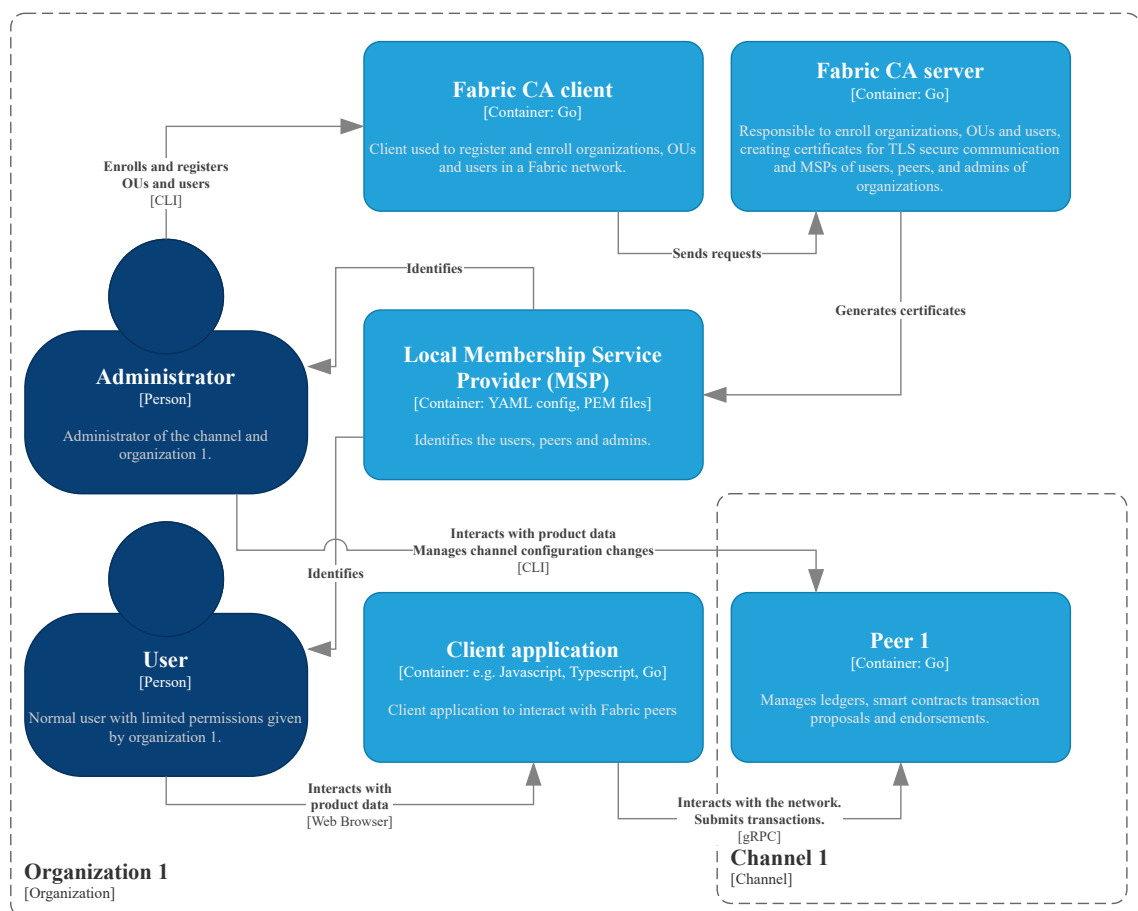 Fabric CA client
[Container: Go]
Client used to register and enroll organizations, OUs
and users in a Fabric network.
Fabric CA server
[Container: Go]
Responsible to enroll organizations, OUs and users,
creating certificates for TLS secure communication
and MSPs of users, peers, and admins of
organizations.
Enrolls and registers
OUs and users
[CLI]
Sends requests
Identifies
Generates certificates
Administrator
[Person]
Administrator of the channel and
organization 1.
Local Membership Service
Provider (MSP)
[Container: YAML config, PEM files]
Identifies the users, peers and admins.
Interacts with product data
Manages channel configuration changes
[CLI]
Identifies
User
[Person]
Normal user with limited permissions given
by organization 1.
Client application
[Container: e.g. Javascript, Typescript, Go]
Client application to interact with Fabric peers
Peer 1
[Container: Go]
Manages ledgers, smart contracts transaction
proposals and endorsements.
Interacts with
product data
[Web Browser]
Interacts with the network.
Submits transactions.
[gRPC]
Organization 1
[Organization]
Channel 1
[Channel]